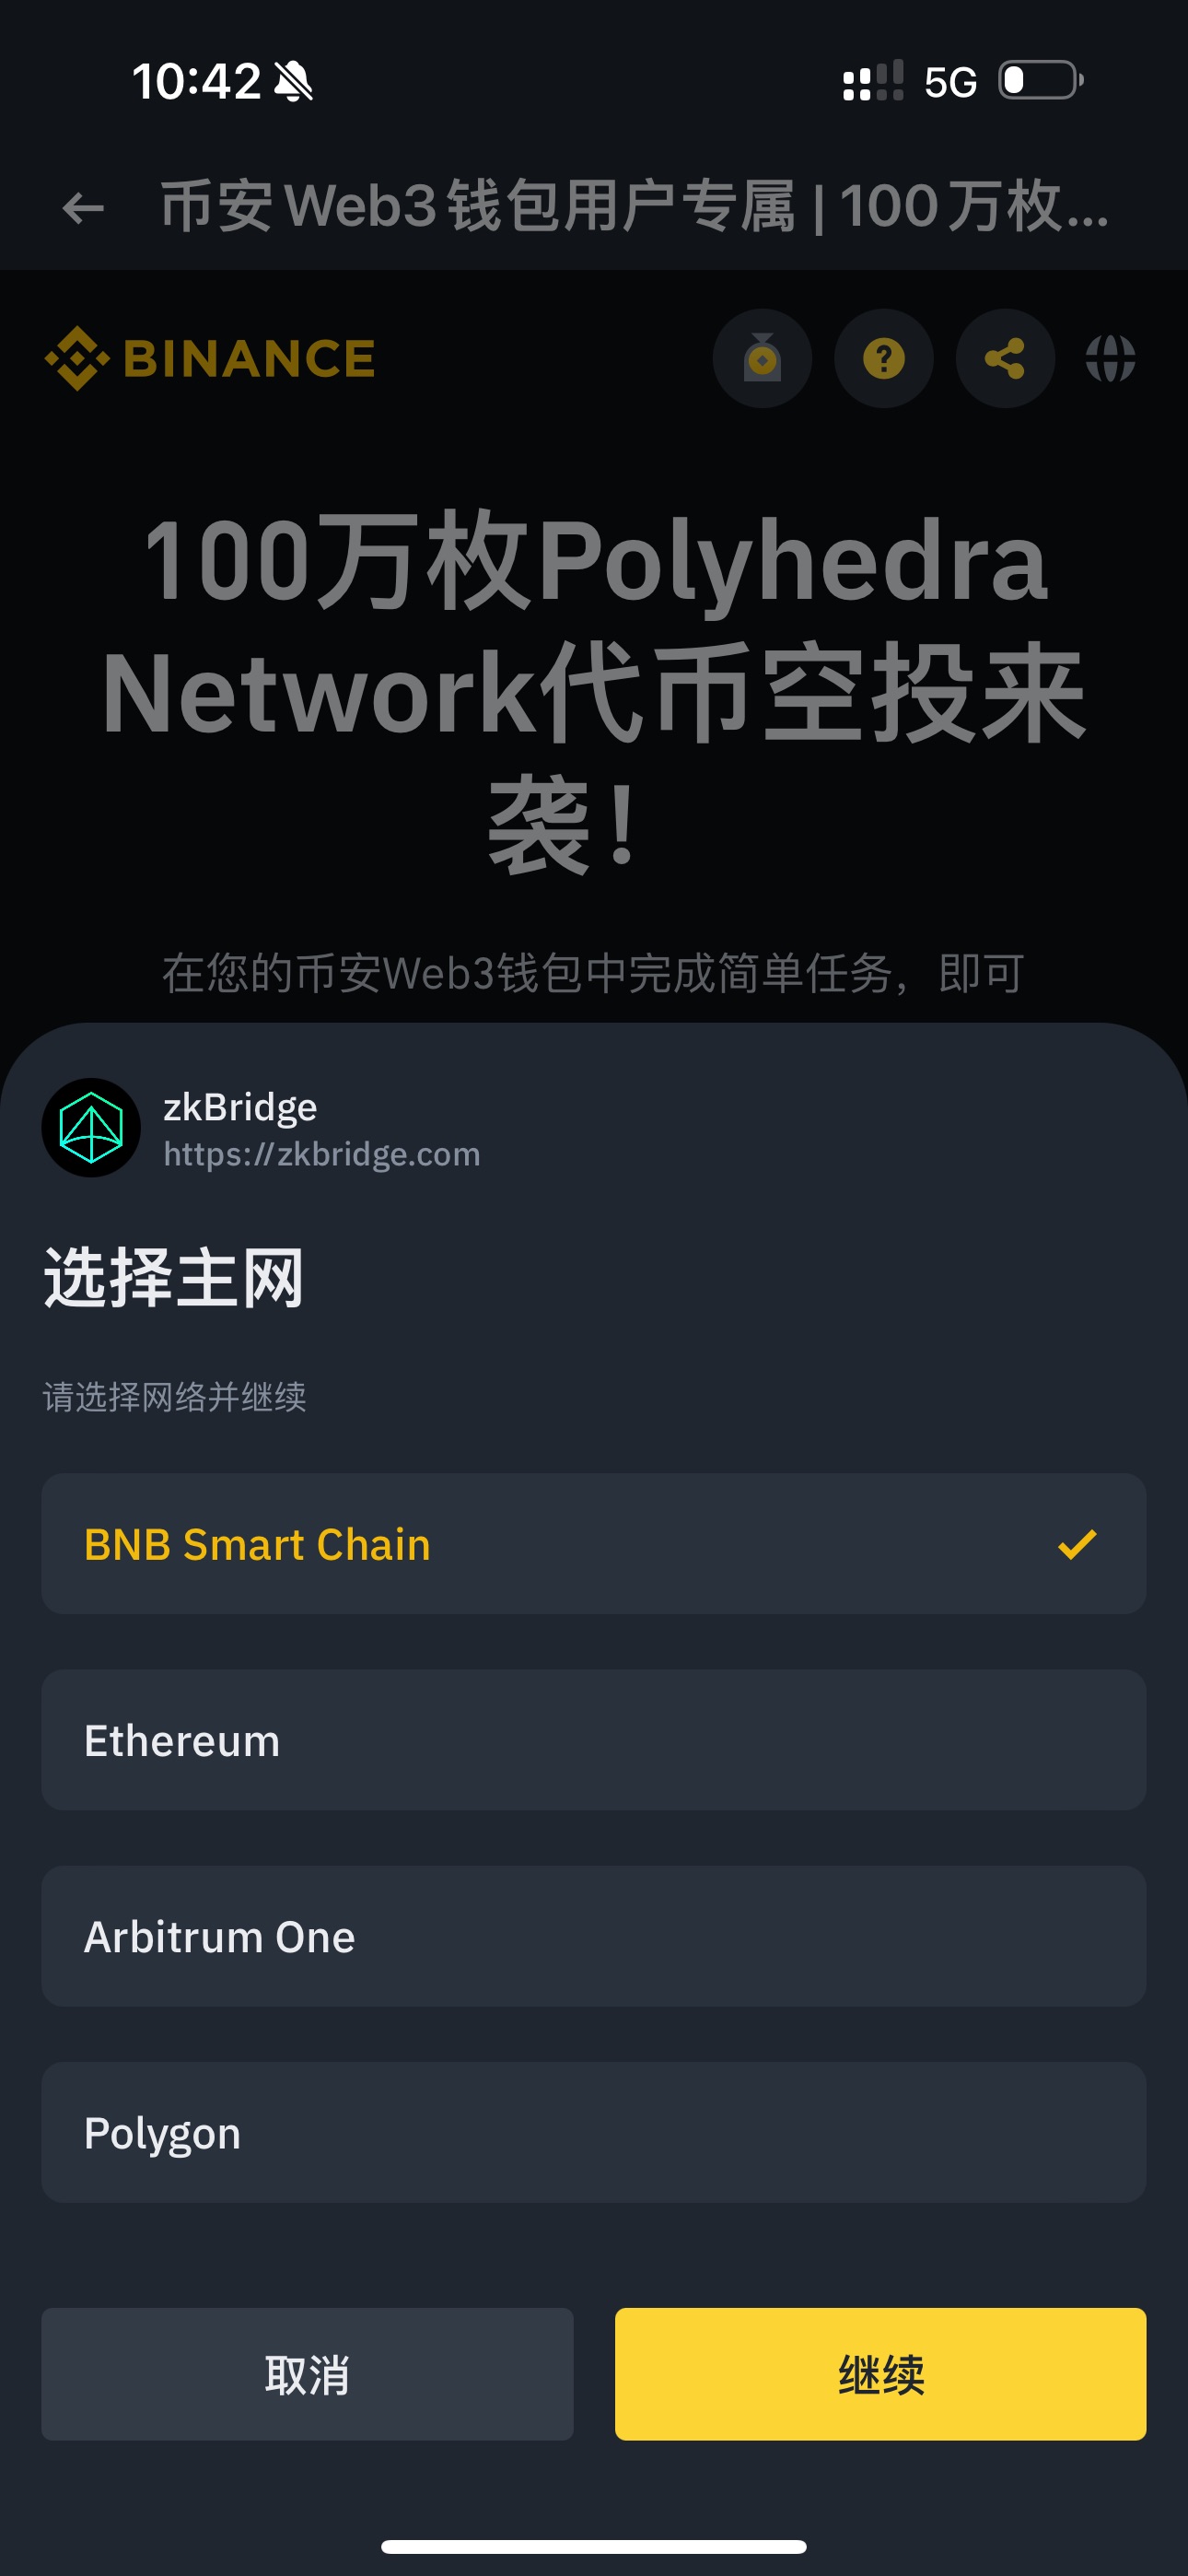 10:42
5G
币安Web3钱包用户专属 | 100万枚...
BINANCE
100万枚Polyhedra
Network代币空投来
袭！
在您的币安Web3钱包中完成简单任务，即可
zkBridge
https://zkbridge.com
选择主网
请选择网络并继续
BNB Smart Chain
Ethereum
Arbitrum One
Polygon
取消
继续